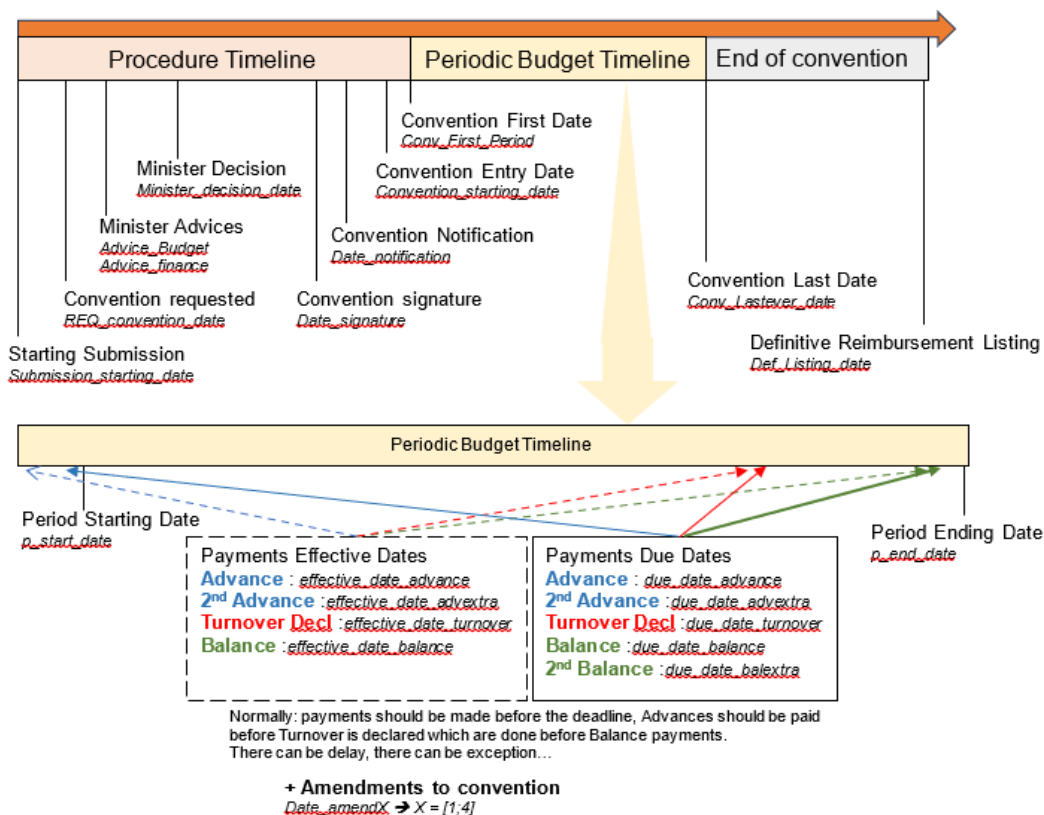 Procedure Timeline
Periodic Budget Timeline
End of convention
Convention First Date
Conv_First_Period
Minister Decision
Minister_decision_date
Convention Entry Date
Convention_starting_date
Minister Advices
Advice_Budget
Advice_finance
Convention Notification
Date_notification
Convention requested
REQ_convention_date
Convention signature
Date_signature
Convention Last Date
Conv_Lastever_date
Starting Submission
Submission_starting_date
Definitive Reimbursement Listing
Def_Listing_date
Periodic Budget Timeline
Period Starting Date
p_start_date
Period Ending Date
p_end_date
Payments Effective Dates
Advance : effective_date_advance
2nd Advance :effective_date_advextra
Turnover Decl :effective_date_turnover
Balance :effective_date_balance
Payments Due Dates
Advance : due_date_advance
2nd Advance :due_date_advextra
Turnover Decl :due_date_turnover
Balance :due_date_balance
2nd Balance :due_date_balextra
Normally: payments should be made before the deadline, Advances should be paid
before Turnover is declared which are done before Balance payments.
There can be delay, there can be exception…
+ Amendments to convention
Date_amendX → X = [1;4]